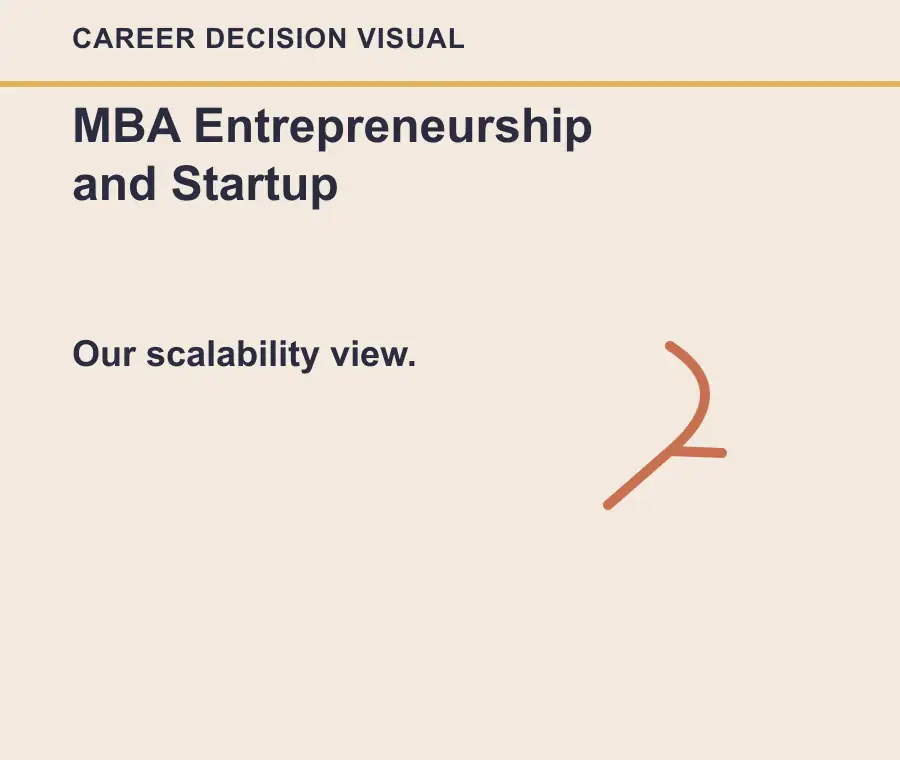 CAREER DECISION VISUAL
MBA Entrepreneurship
and Startup
Our scalability view.